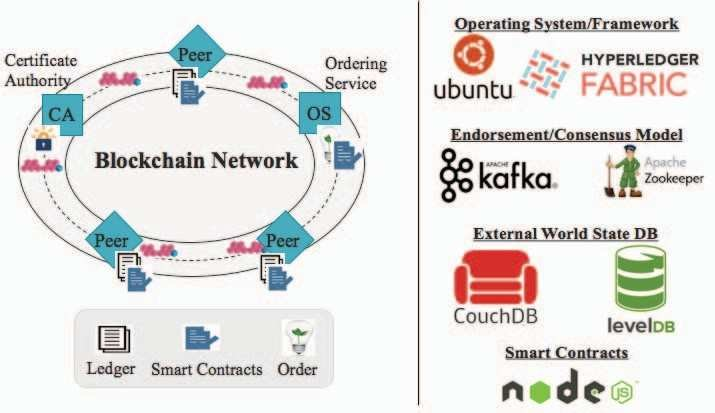 Peer
Certificate
Authority
Ordering
Service
CA
OS
Blockchain Network
Peer
Peer
Ledger
Smart Contracts
Order
Operating System/Framework
ubuntu
HYPERLEDGER
FABRIC
Endorsement/Consensus Model
APACHE
kafka®
Apache
Zookeeper
External World State DB
CouchDB
levelDB
Smart Contracts
node
JS